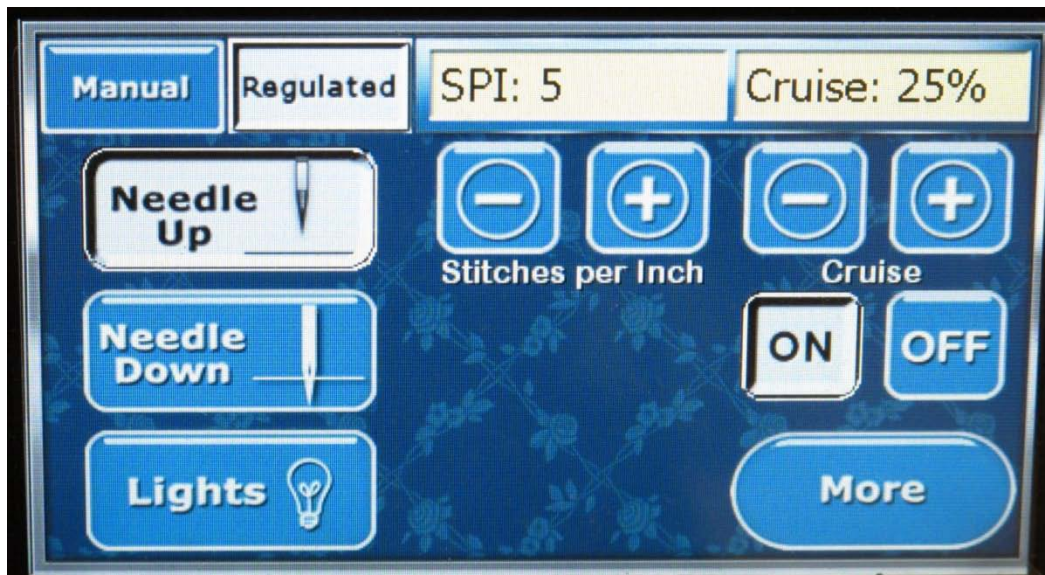 Manual
Regulated
SPI: 5
Cruise: 25%
Needle
Up
Stitches per Inch
Cruise
Needle
Down
ON
OFF
Lights
More